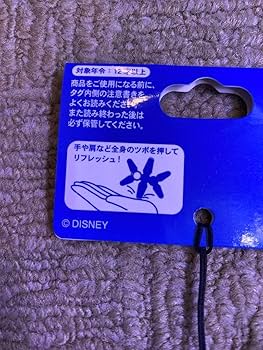 対象年令：12才以上
商品をご使用になる前に、
タグ内側の注意書きを
よくお読みください。
また読み終わった後は
必ず保管してください。
手や肩など全身のツボを押して
リフレッシュ！
© DISNEY